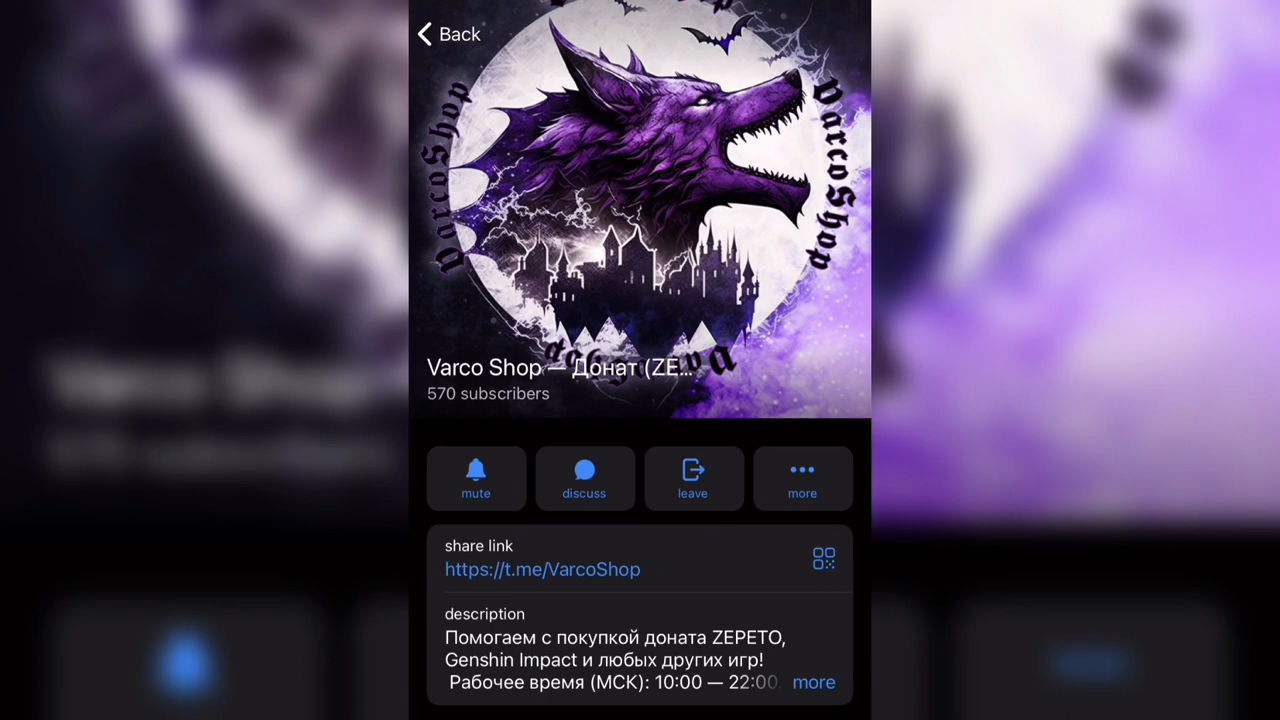 Back
VarcoShop
VarcoShop
Varco Shop — Донат (ZE...
570 subscribers
mute
discuss
leave
more
share link
https://t.me/VarcoShop
description
Помогаем с покупкой доната ZEPETO,
Genshin Impact и любых других игр!
Рабочее время (МСК): 10:00 — 22:00. more